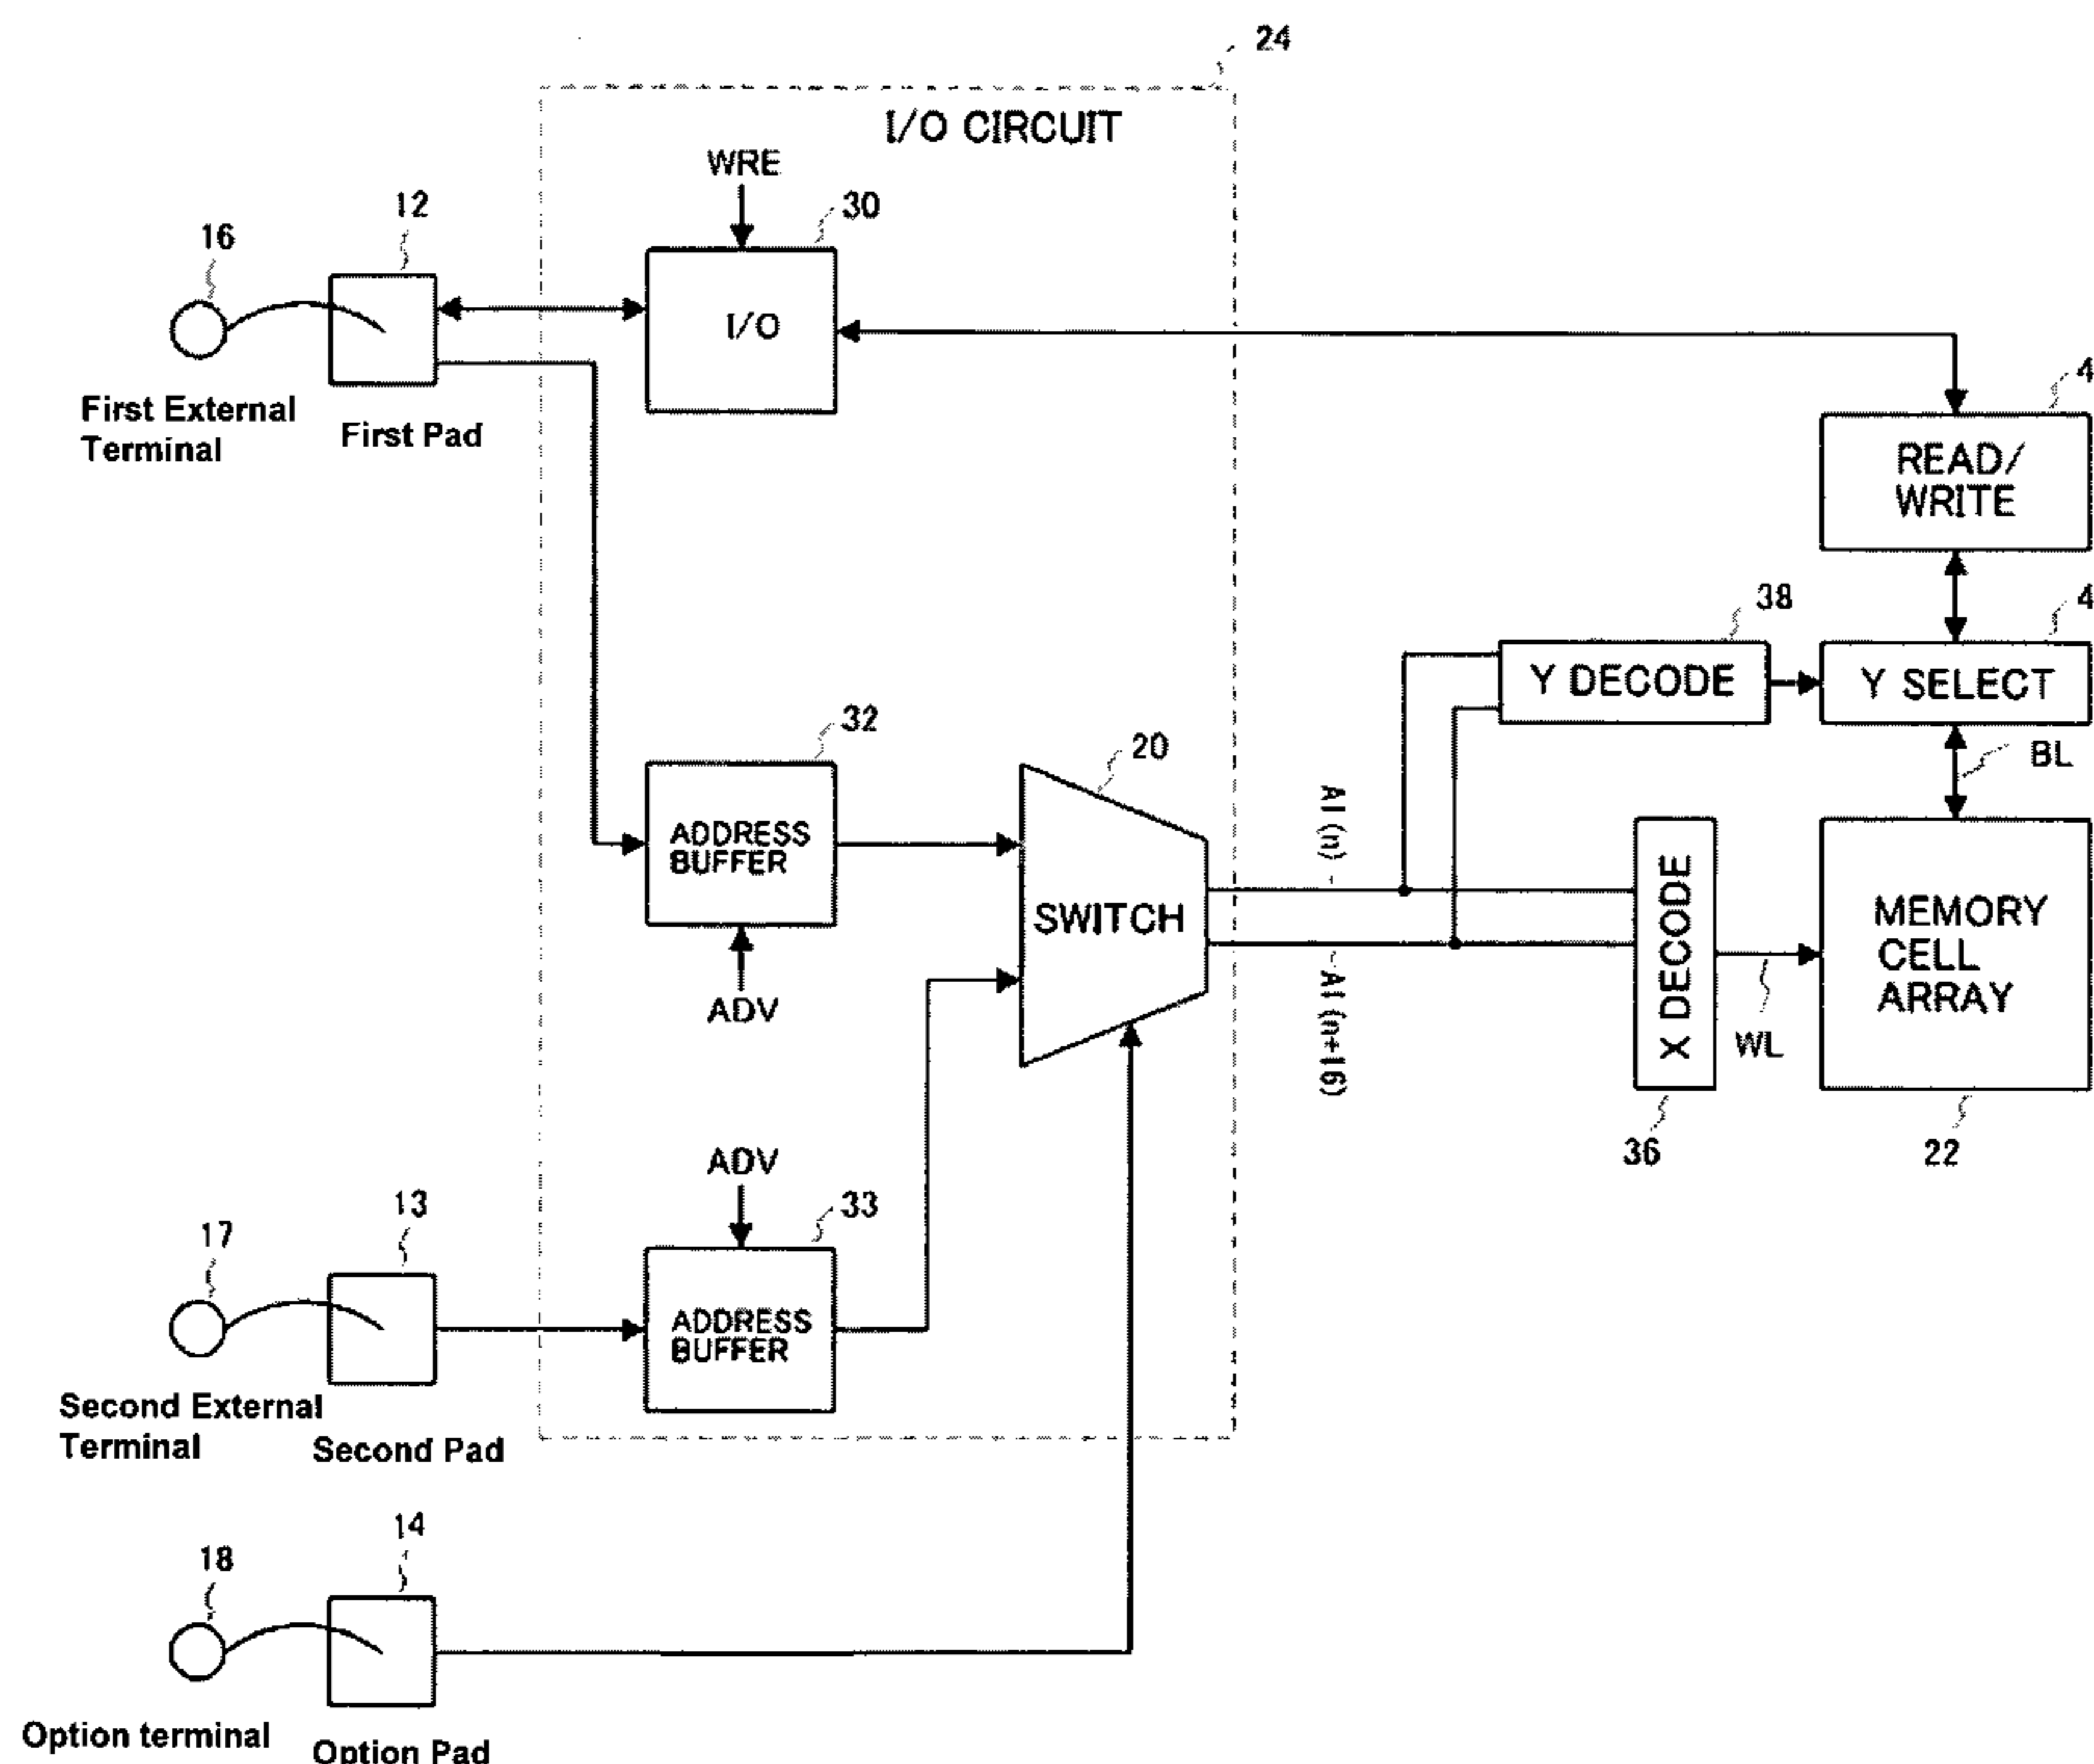 24
I/O CIRCUIT
WRE
30
12
16
I/O
First External
Terminal
First Pad
4
READ/
WRITE
38
4
Y DECODE
Y SELECT
32
20
BL
ADDRESS
BUFFER
AI (n)
SWITCH
X DECODE
MEMORY
CELL
ARRAY
ADV
AI (n+16)
WL
36
22
ADV
13
33
17
ADDRESS
BUFFER
Second External
Terminal
Second Pad
14
18
Option terminal
Option Pad